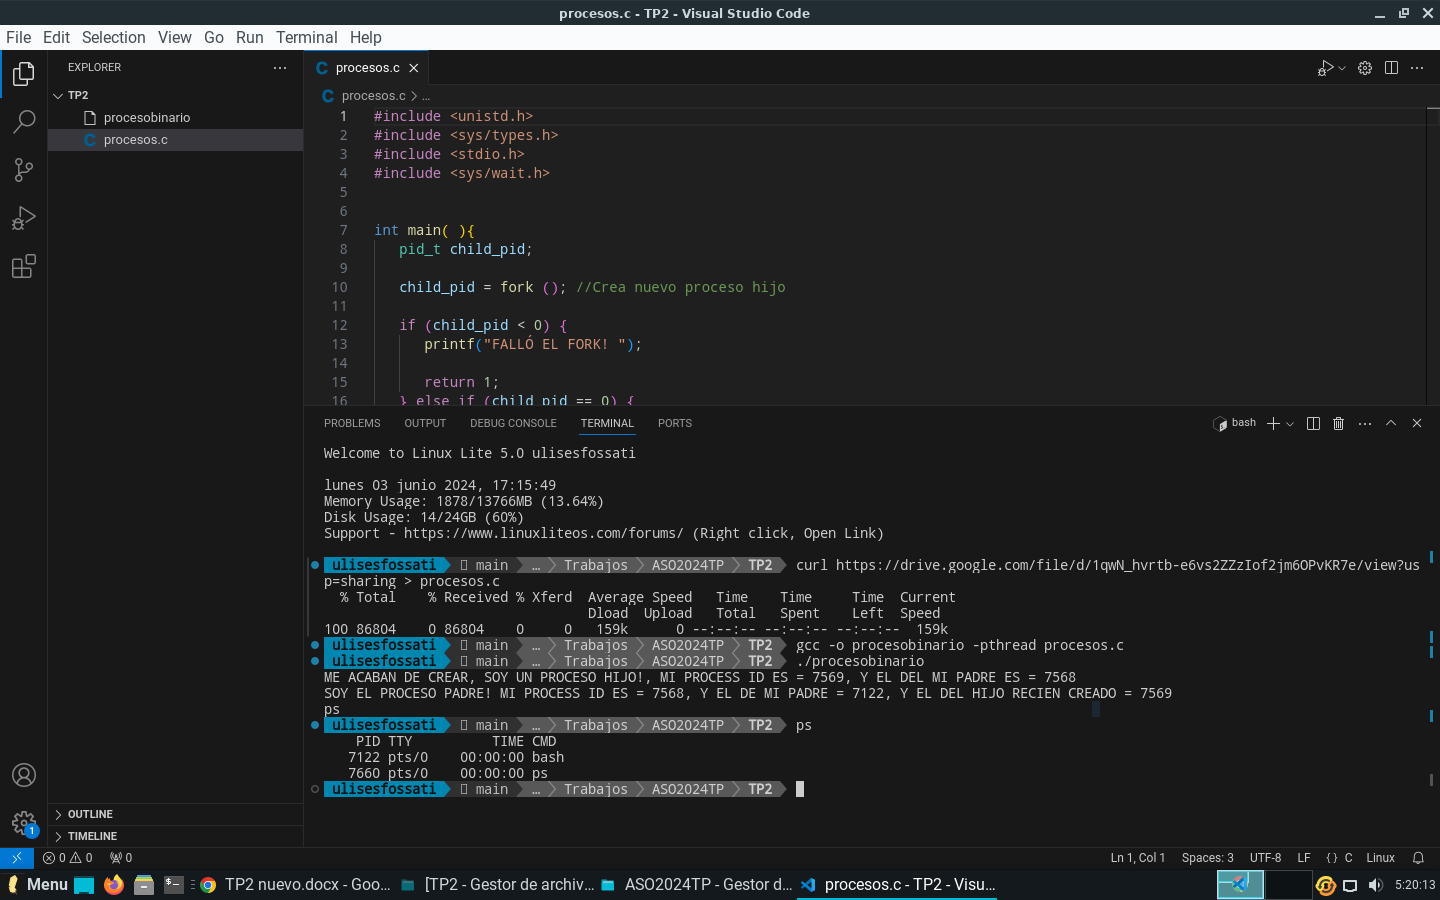 procesos.c - TP2 - Visual Studio Code
File Edit Selection View Go Run Terminal Help
EXPLORER
TP2
procesobinario
C procesos.c
OUTLINE
TIMELINE
C procesos.c
C procesos.c > ...
1 #include <unistd.h>
2 #include <sys/types.h>
3 #include <stdio.h>
4 #include <sys/wait.h>
5
6
7 int main( ){
8 pid_t child_pid;
9
10 child_pid = fork (); //Crea nuevo proceso hijo
11
12 if (child_pid < 0) {
13 printf("FALLÓ EL FORK! ");
14
15 return 1;
16 } else if (child_pid == 0) {
PROBLEMS OUTPUT DEBUG CONSOLE TERMINAL PORTS
bash
Welcome to Linux Lite 5.0 ulisesfossati
lunes 03 junio 2024, 17:15:49
Memory Usage: 1878/13766MB (13.64%)
Disk Usage: 14/24GB (60%)
Support - https://www.linuxliteos.com/forums/ (Right click, Open Link)
ulisesfossati main … Trabajos ASO2024TP TP2 curl https://drive.google.com/file/d/1qwN_hvrtb-e6vs2ZZzIof2jm6OPvKR7e/view?us
p=sharing > procesos.c
% Total % Received % Xferd Average Speed Time Time Time Current
Dload Upload Total Spent Left Speed
100 86804 0 86804 0 0 159k 0 --:--:-- --:--:-- --:--:-- 159k
ulisesfossati main … Trabajos ASO2024TP TP2 gcc -o procesobinario -pthread procesos.c
ulisesfossati main … Trabajos ASO2024TP TP2 ./procesobinario
ME ACABAN DE CREAR, SOY UN PROCESO HIJO!, MI PROCESS ID ES = 7569, Y EL DEL MI PADRE ES = 7568
SOY EL PROCESO PADRE! MI PROCESS ID ES = 7568, Y EL DE MI PADRE = 7122, Y EL DEL HIJO RECIEN CREADO = 7569
ps
ulisesfossati main … Trabajos ASO2024TP TP2 ps
PID TTY TIME CMD
7122 pts/0 00:00:00 bash
7660 pts/0 00:00:00 ps
ulisesfossati main … Trabajos ASO2024TP TP2
1
0 0 0 Ln 1, Col 1 Spaces: 3 UTF-8 LF {} C Linux
Menu TP2 nuevo.docx - Goo... [TP2 - Gestor de archiv... ASO2024TP - Gestor d... procesos.c - TP2 - Visu... 5:20:13